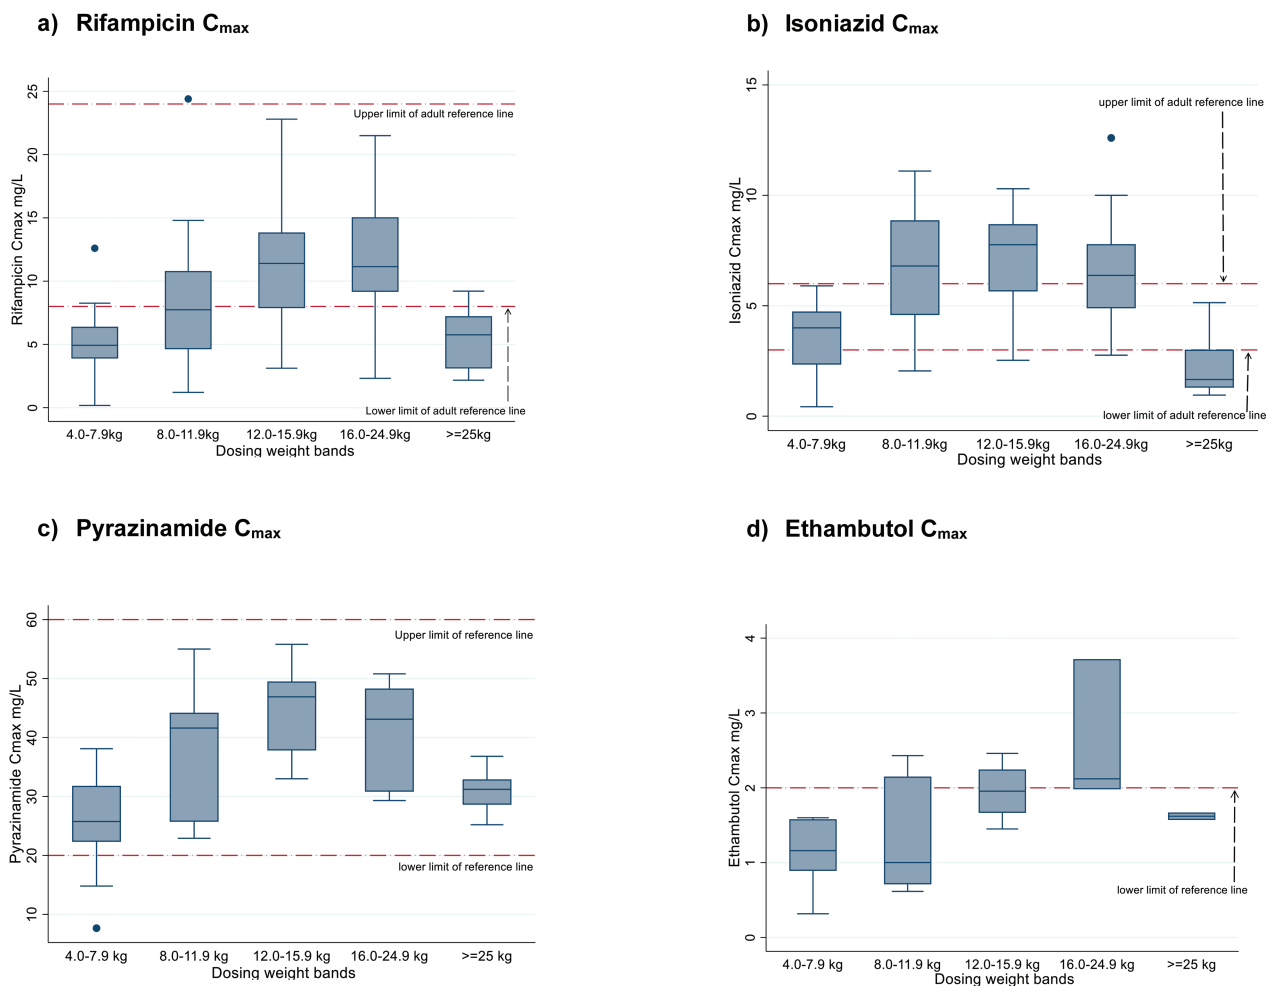 a) Rifampicin Cmax
25
20
15
10
5
0
Rifampicin Cmax mg/L
Upper limit of adult reference line
Lower limit of adult reference line
4.0-7.9kg 8.0-11.9kg 12.0-15.9kg 16.0-24.9kg >=25kg
Dosing weight bands
b) Isoniazid Cmax
15
10
5
0
Isoniazid Cmax mg/L
upper limit of adult reference line
lower limit of adult reference line
4.0-7.9kg 8.0-11.9kg 12.0-15.9kg 16.0-24.9kg >=25kg
Dosing weight bands
c) Pyrazinamide Cmax
60
50
40
30
20
10
Pyrazinamide Cmax mg/L
Upper limit of reference line
lower limit of reference line
4.0-7.9 kg 8.0-11.9 kg 12.0-15.9 kg 16.0-24.9 kg >=25 kg
Dosing weight bands
d) Ethambutol Cmax
4
3
2
1
0
Ethambutol Cmax mg/L
lower limit of reference line
4.0-7.9 kg 8.0-11.9 kg 12.0-15.9 kg 16.0-24.9 kg >=25 kg
Dosing weight bands